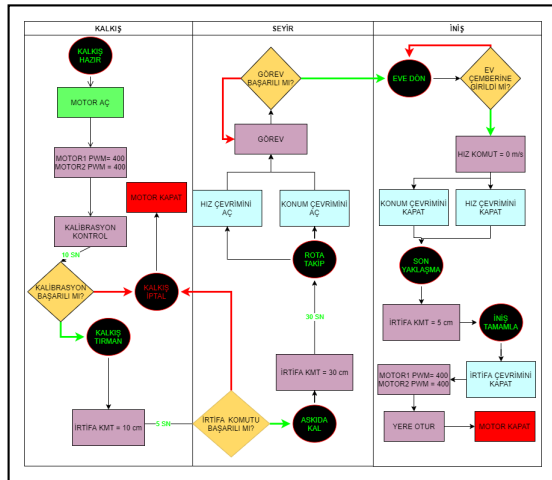 KALKIŞ
KALKIŞ
HAZIR
MOTOR AÇ
MOTOR1 PWM= 400
MOTOR2 PWM = 400
KALİBRASYON
KONTROL
10 SN
KALİBRASYON
BAŞARILI MI?
KALKIŞ
TIRMAN
İRTİFA KMT = 10 cm
5 SN
MOTOR KAPAT
KALKIŞ
İPTAL
SEYİR
GÖREV
BAŞARILI MI?
GÖREV
HIZ ÇEVRİMİNİ
AÇ
KONUM ÇEVRİMİNİ
AÇ
ROTA
TAKİP
30 SN
İRTİFA KMT = 30 cm
İRTİFA KOMUTU
BAŞARILI MI?
ASKIDA
KAL
İNİŞ
EVE DÖN
EV
ÇEMBERİNE
GİRİLDİ Mİ?
HIZ KOMUT = 0 m/s
KONUM ÇEVRİMİNİ
KAPAT
HIZ ÇEVRİMİNİ
KAPAT
SON
YAKLAŞMA
İRTİFA KMT = 5 cm
İNİŞ
TAMAMLA
İRTİFA ÇEVRİMİNİ
KAPAT
MOTOR1 PWM= 400
MOTOR2 PWM = 400
YERE OTUR
MOTOR KAPAT